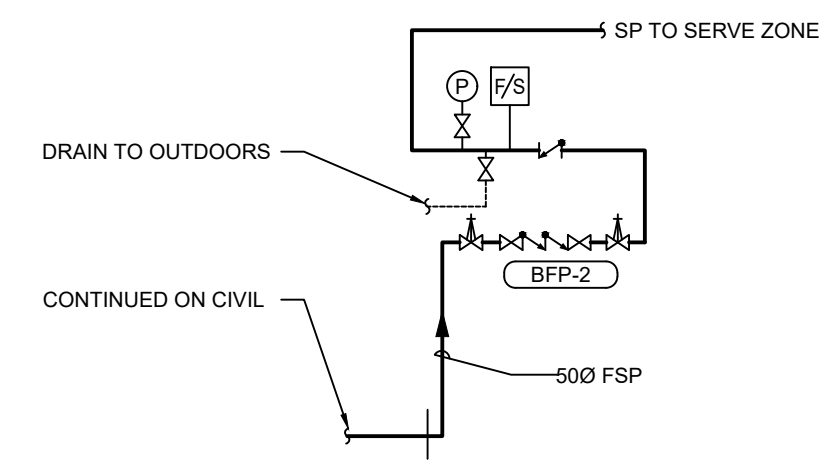 SP TO SERVE ZONE
P
F/S
DRAIN TO OUTDOORS
BFP-2
CONTINUED ON CIVIL
50Ø FSP